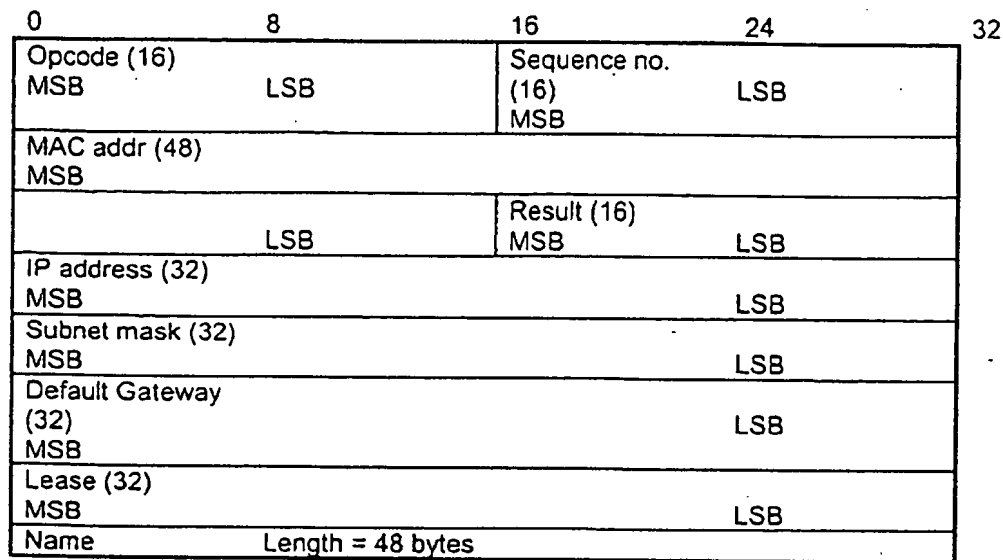 0 8 16 24 32
Opcode (16) Sequence no.
MSB LSB (16) LSB
MSB
MAC addr (48)
MSB
Result (16)
LSB MSB LSB
IP address (32)
MSB LSB
Subnet mask (32)
MSB LSB
Default Gateway
(32) LSB
MSB
Lease (32)
MSB LSB
Name Length = 48 bytes